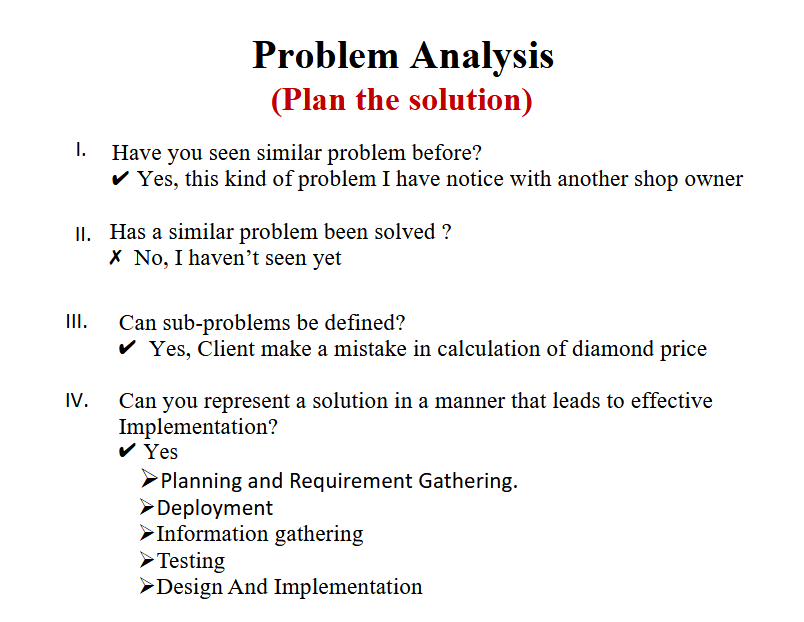 Problem Analysis
(Plan the solution)
I. Have you seen similar problem before?
✔ Yes, this kind of problem I have notice with another shop owner
II. Has a similar problem been solved ?
✗ No, I haven’t seen yet
III. Can sub-problems be defined?
✔ Yes, Client make a mistake in calculation of diamond price
IV. Can you represent a solution in a manner that leads to effective
Implementation?
✔ Yes
➢Planning and Requirement Gathering.
➢Deployment
➢Information gathering
➢Testing
➢Design And Implementation